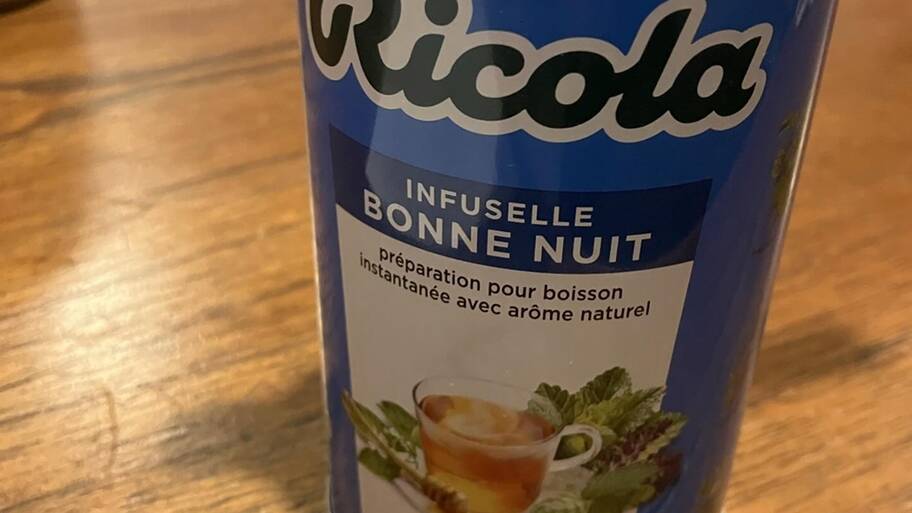 Ricola
INFUSELLE
BONNE NUIT
préparation pour boisson
instantanée avec arôme naturel